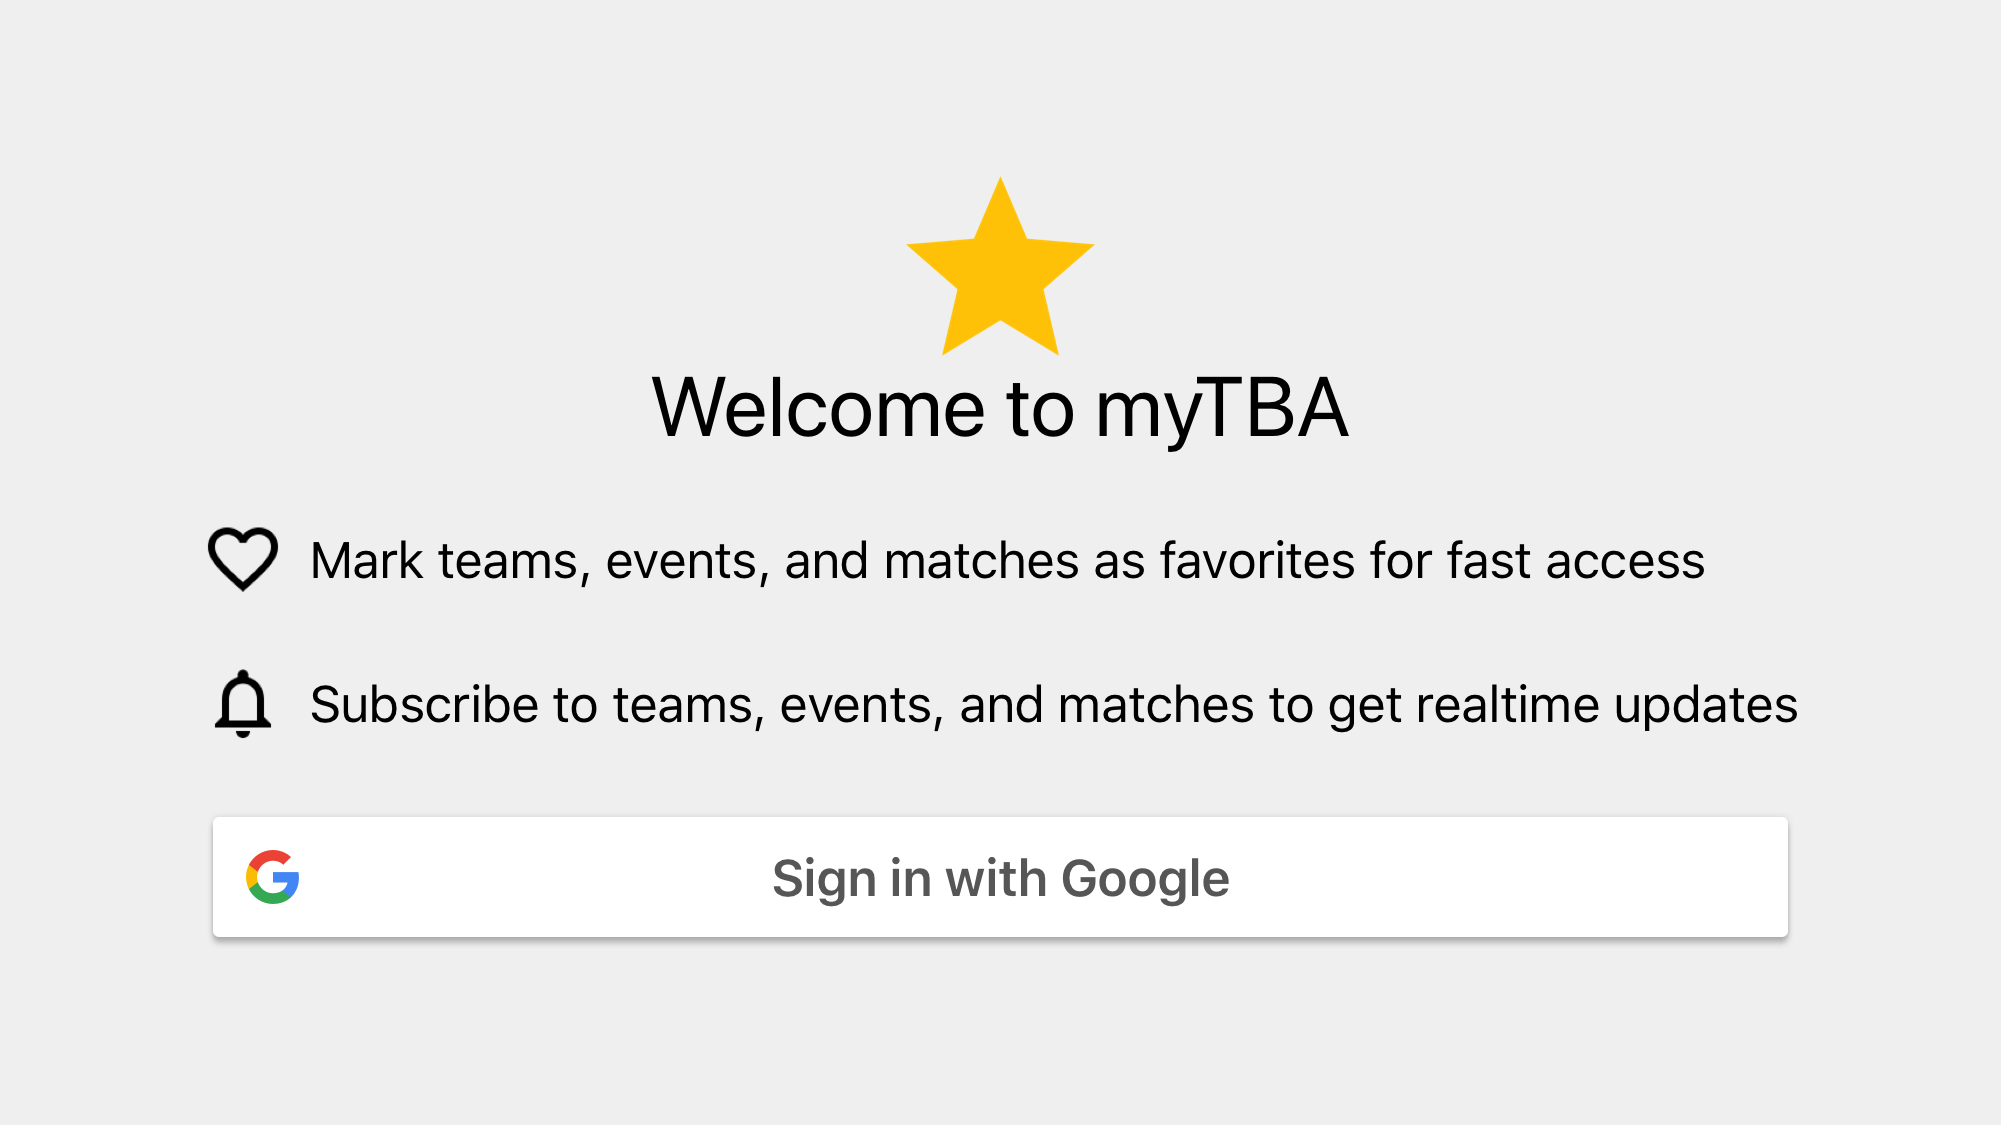 Welcome to myTBA
Mark teams, events, and matches as favorites for fast access
Subscribe to teams, events, and matches to get realtime updates
Sign in with Google